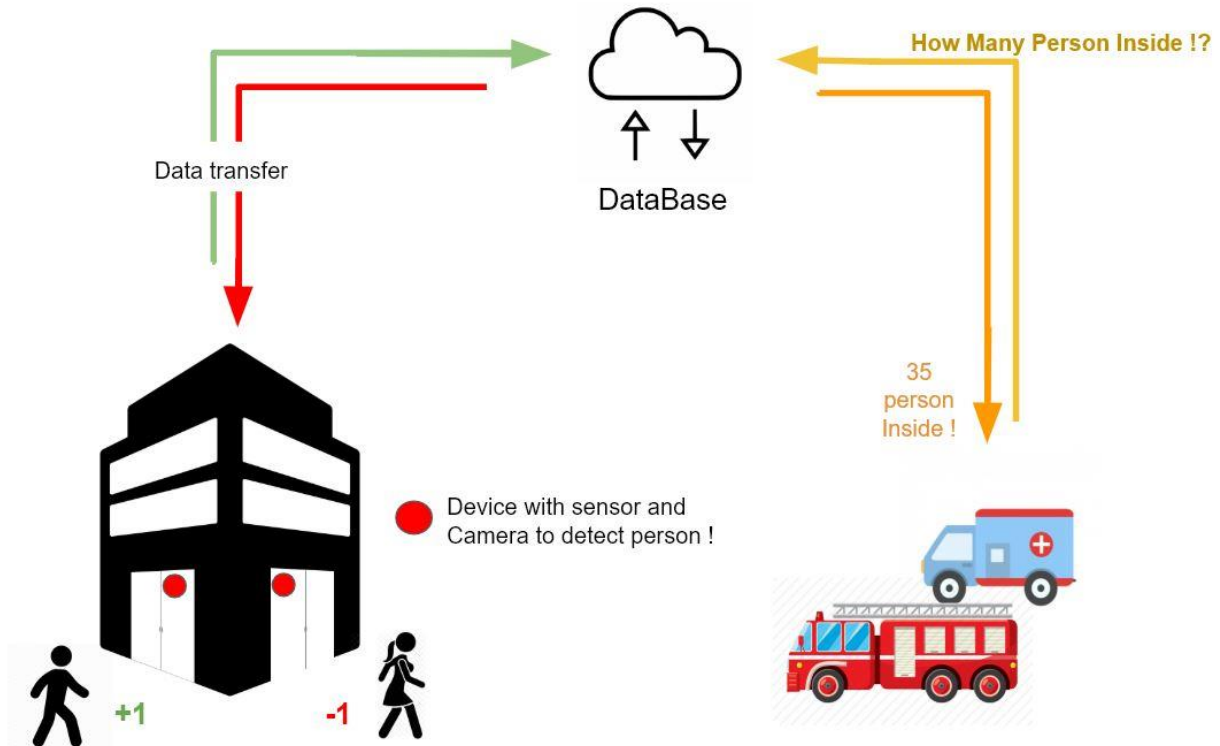 How Many Person Inside !?
Data transfer
DataBase
35
person
Inside !
Device with sensor and
Camera to detect person !
+1
-1